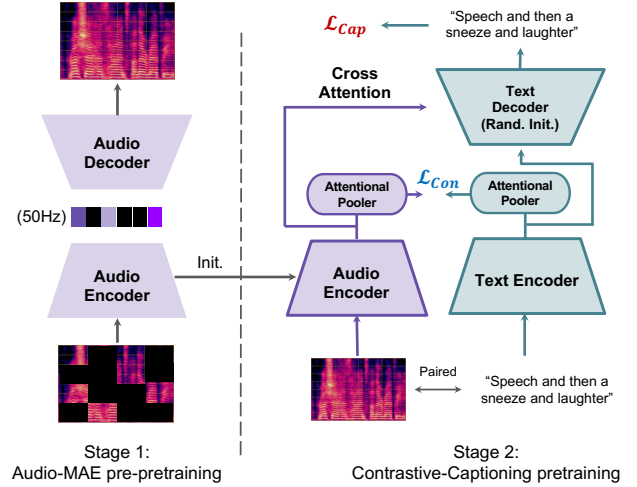 Audio
Decoder
(50Hz)
Audio
Encoder
Init.
Stage 1:
Audio-MAE pre-pretraining
ℒCap
“Speech and then a
sneeze and laughter”
Cross
Attention
Text
Decoder
(Rand. Init.)
Attentional
Pooler
ℒCon
Attentional
Pooler
Audio
Encoder
Text Encoder
Paired
“Speech and then a
sneeze and laughter”
Stage 2:
Contrastive-Captioning pretraining